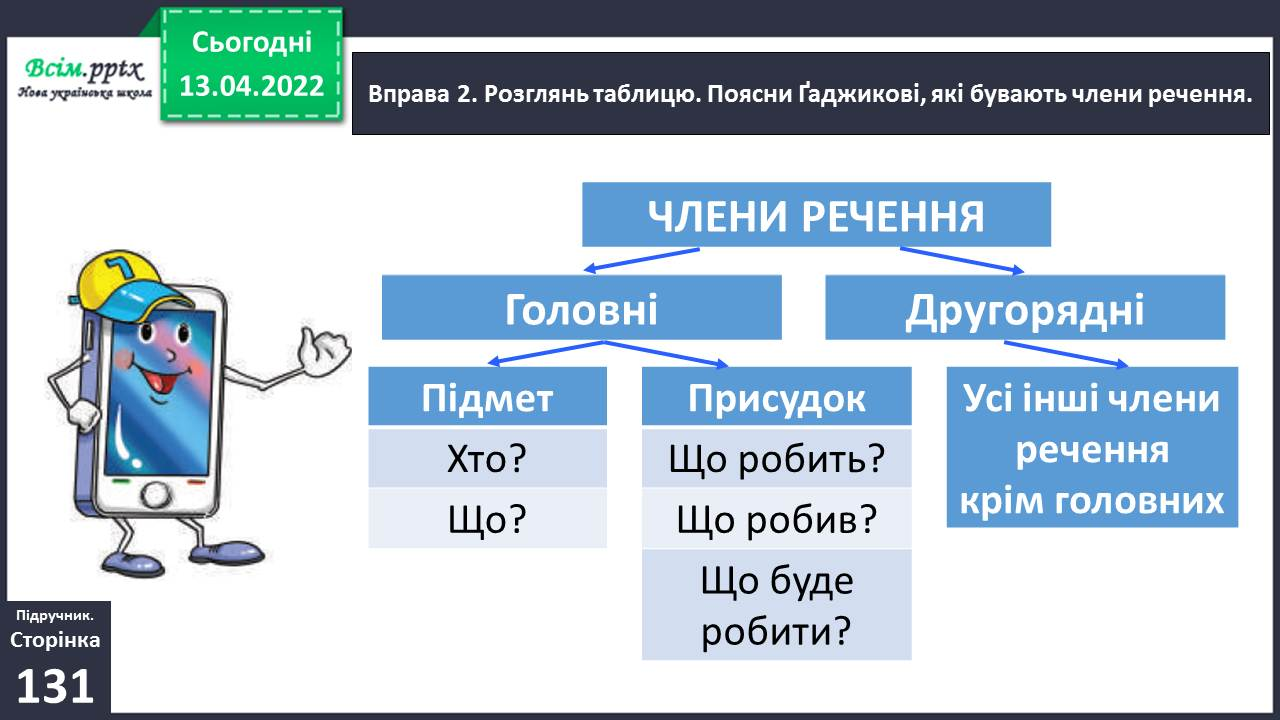 Всім.pptx
Нова українська школа
Сьогодні
13.04.2022
Вправа 2. Розглянь таблицю. Поясни Ґаджикові, які бувають члени речення.
ЧЛЕНИ РЕЧЕННЯ
Головні
Другорядні
Підмет
Хто?
Що?
Присудок
Що робить?
Що робив?
Що буде
робити?
Усі інші члени
речення
крім головних
Підручник.
Сторінка
131